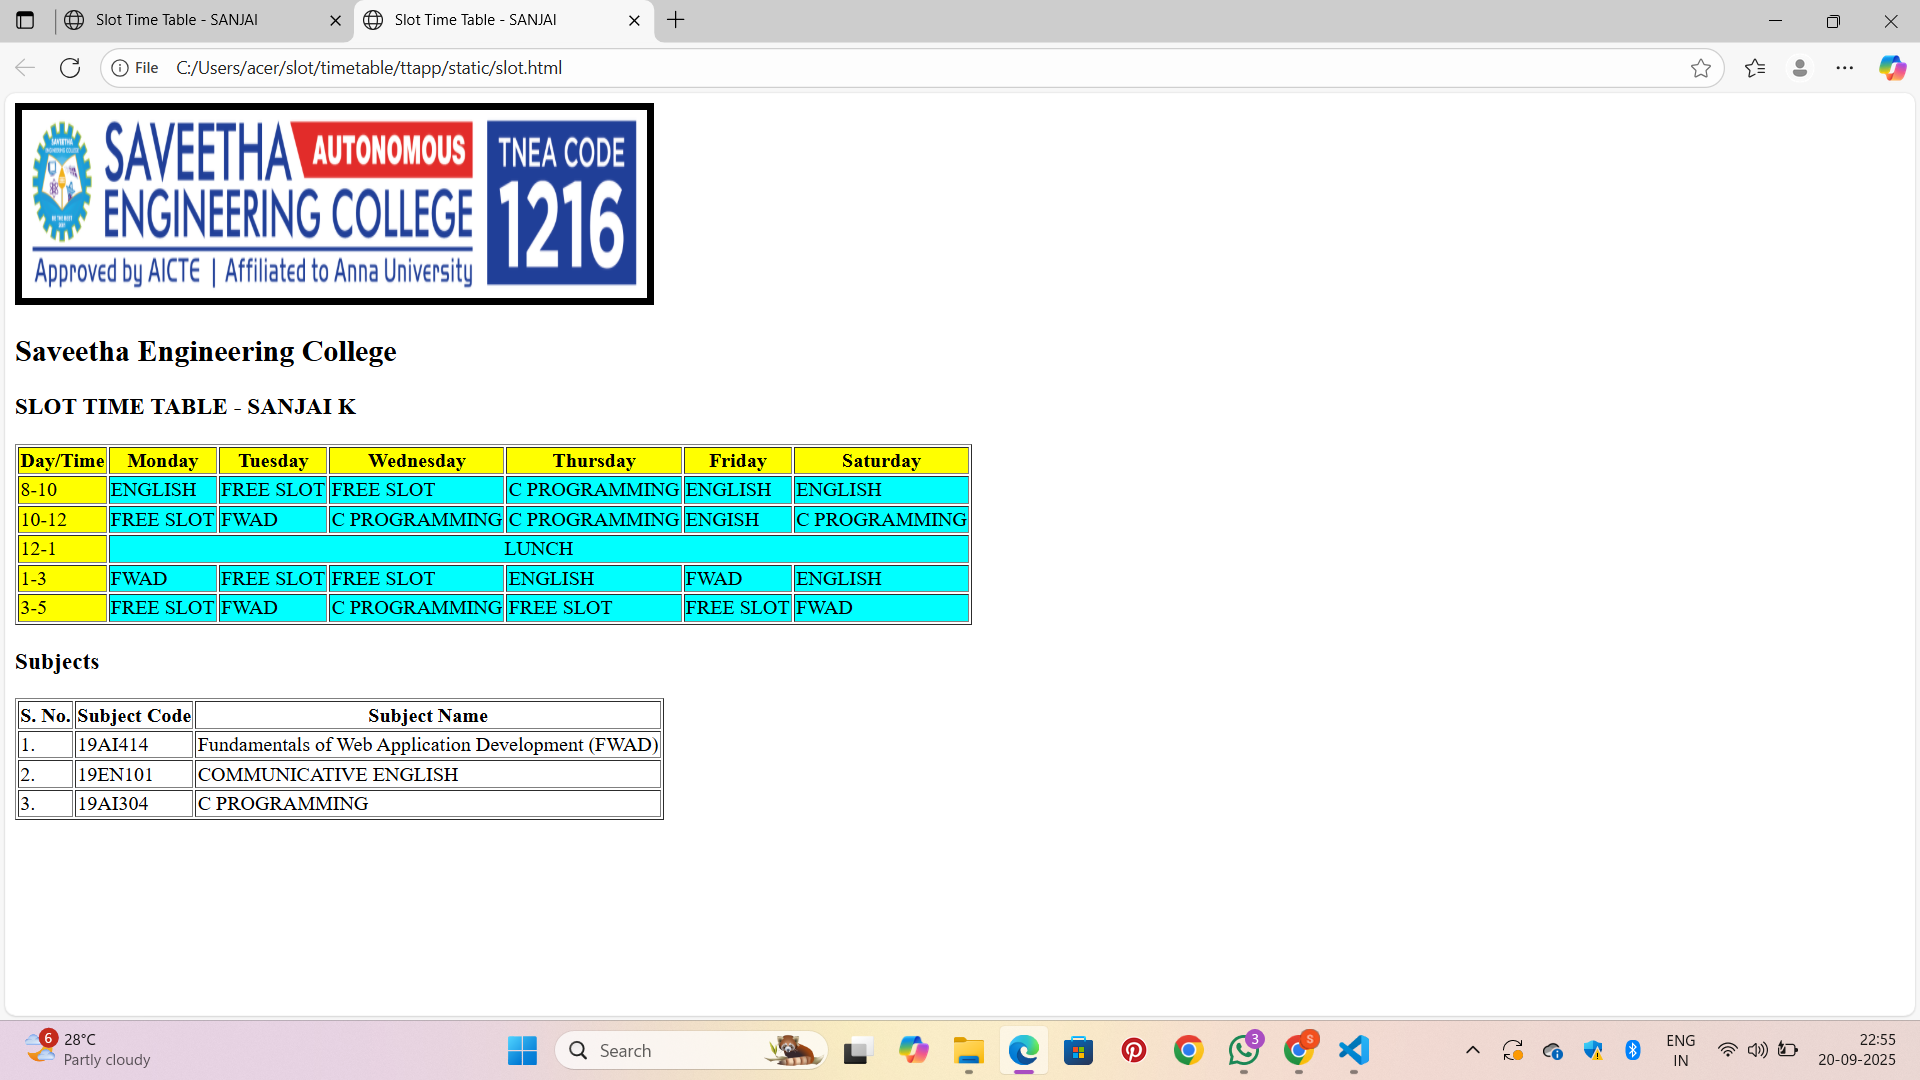 Slot Time Table - SANJAI
Slot Time Table - SANJAI
File C:/Users/acer/slot/timetable/ttapp/static/slot.html
SAVEETHA AUTONOMOUS
ENGINEERING COLLEGE
Approved by AICTE | Affiliated to Anna University
TNEA CODE
1216
Saveetha Engineering College
SLOT TIME TABLE - SANJAI K
Day/Time Monday Tuesday Wednesday Thursday Friday Saturday
8-10 ENGLISH FREE SLOT FREE SLOT C PROGRAMMING ENGLISH ENGLISH
10-12 FREE SLOT FWAD C PROGRAMMING C PROGRAMMING ENGISH C PROGRAMMING
12-1 LUNCH
1-3 FWAD FREE SLOT FREE SLOT ENGLISH FWAD ENGLISH
3-5 FREE SLOT FWAD C PROGRAMMING FREE SLOT FREE SLOT FWAD
Subjects
S. No. Subject Code Subject Name
1. 19AI414 Fundamentals of Web Application Development (FWAD)
2. 19EN101 COMMUNICATIVE ENGLISH
3. 19AI304 C PROGRAMMING
6 28°C
Partly cloudy
Search
3
S
ENG
IN
22:55
20-09-2025